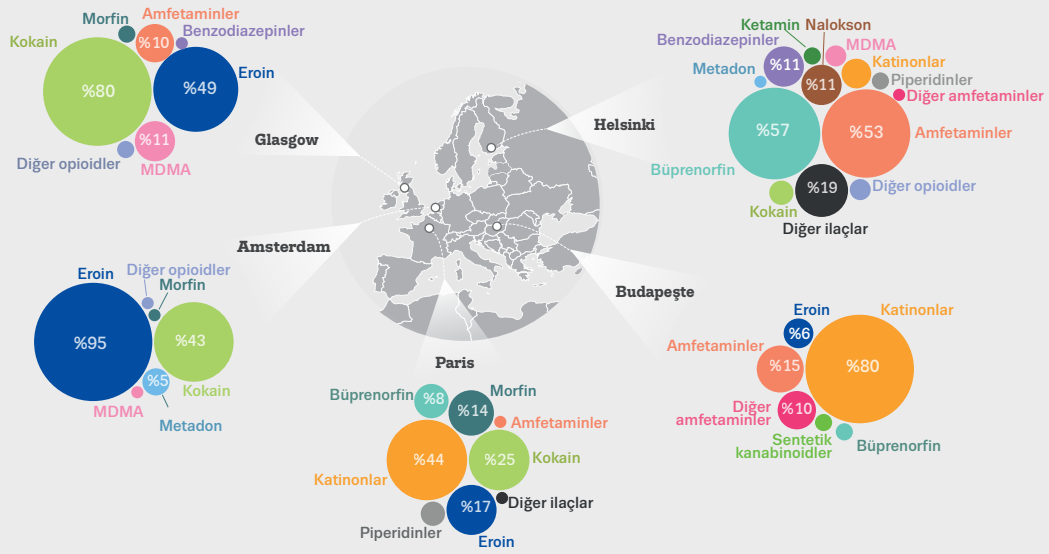 Morfin
Amfetaminler
Benzodiazepinler
Kokain
%10
%80
%49
Eroin
%11
Diğer opioidler
MDMA
Glasgow
Ketamin
Nalokson
Benzodiazepinler
MDMA
Metadon
%11
Katinonlar
%11
Piperidinler
Diğer amfetaminler
%57
%53
Amfetaminler
Helsinki
Büprenorfin
%19
Diğer opioidler
Kokain
Diğer ilaçlar
Amsterdam
Eroin
Diğer opioidler
Morfin
%95
%43
%5
Kokain
MDMA
Metadon
Budapeşte
Eroin
Katinonlar
%6
Amfetaminler
%15
%80
Diğer
amfetaminler
%10
Sentetik
kanabinoidler
Büprenorfin
Paris
Büprenorfin
%8
Morfin
%14
Amfetaminler
%44
%25
Kokain
Katinonlar
%17
Diğer ilaçlar
Piperidinler
Eroin